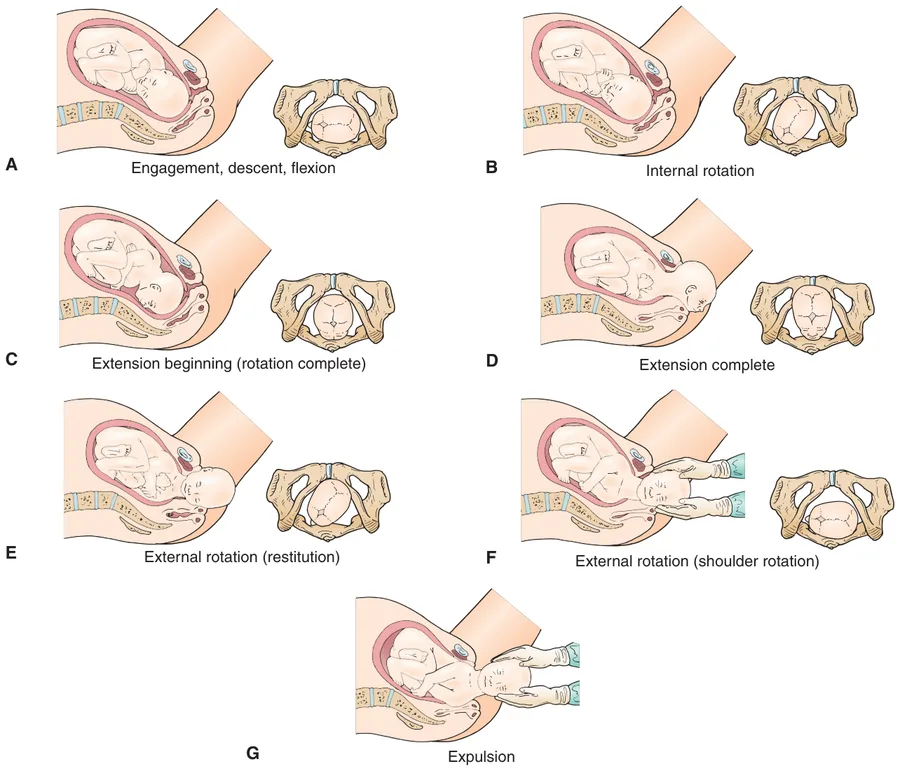 A
Engagement, descent, flexion
B
Internal rotation
C
Extension beginning (rotation complete)
D
Extension complete
E
External rotation (restitution)
F
External rotation (shoulder rotation)
G
Expulsion